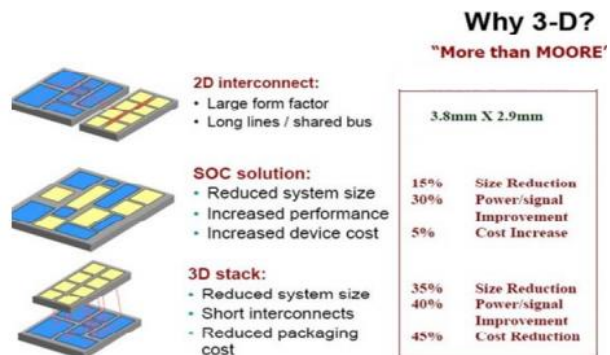 Why 3-D?
"More than MOORE"
2D interconnect:
• Large form factor
• Long lines / shared bus
3.8mm X 2.9mm
SOC solution:
• Reduced system size
• Increased performance
• Increased device cost
15% Size Reduction
30% Power/signal
Improvement
5% Cost Increase
3D stack:
• Reduced system size
• Short interconnects
• Reduced packaging
cost
35% Size Reduction
40% Power/signal
Improvement
45% Cost Reduction